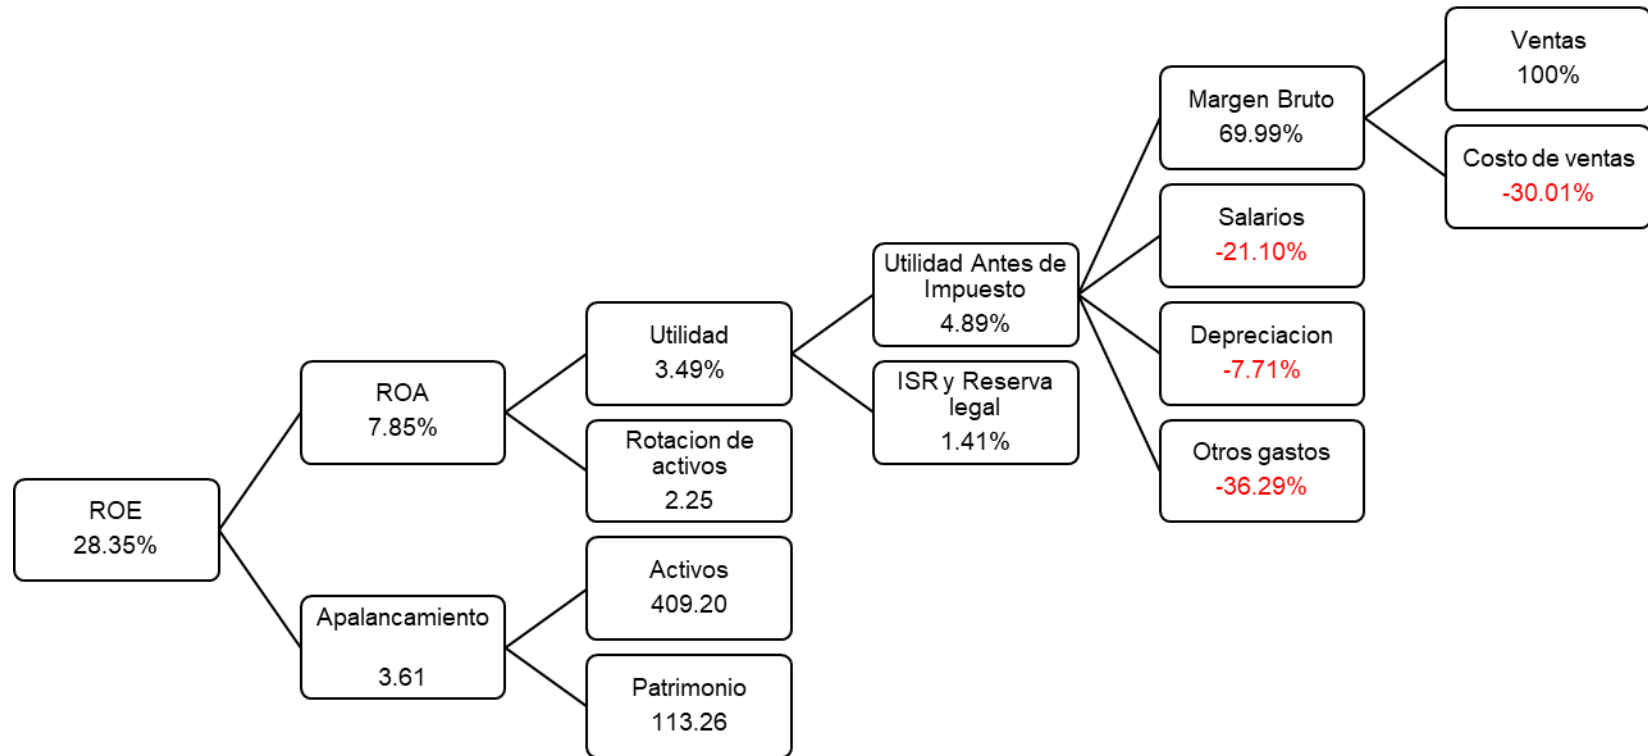 Ventas
100%
Margen Bruto
69.99%
Costo de ventas
-30.01%
Salarios
-21.10%
Utilidad Antes de
Impuesto
4.89%
Utilidad
3.49%
Depreciacion
-7.71%
ROA
7.85%
ISR y Reserva
legal
1.41%
Rotacion de
activos
2.25
Otros gastos
-36.29%
ROE
28.35%
Activos
409.20
Apalancamiento
3.61
Patrimonio
113.26